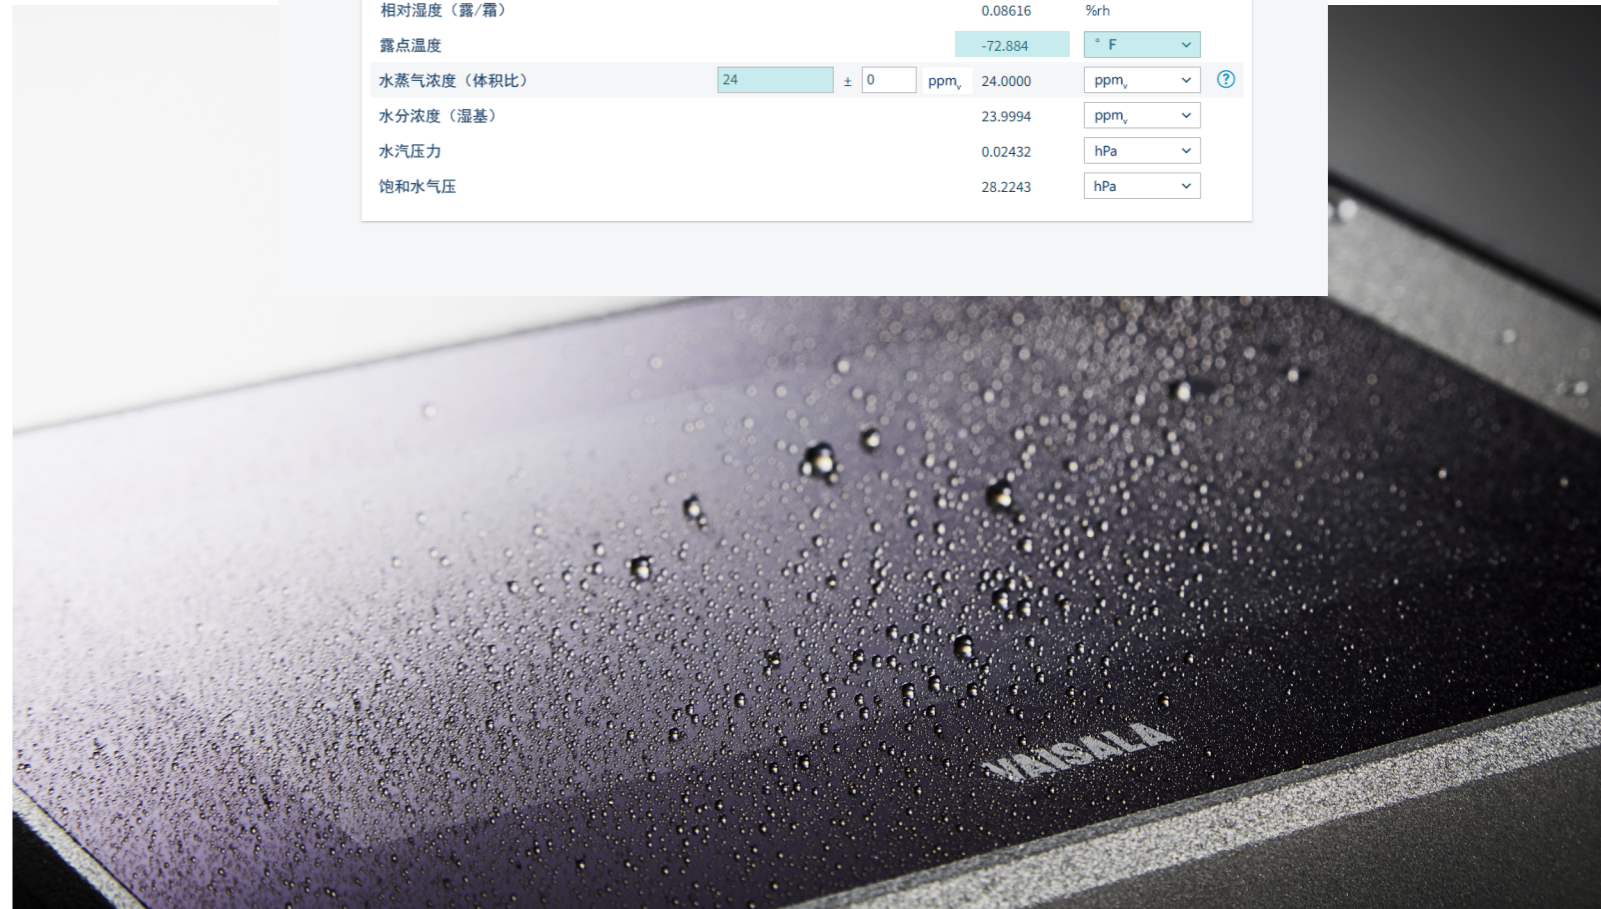 相对湿度（露/霜） 0.08616 %rh
露点温度 -72.884 ° F
水蒸气浓度（体积比） 24 ± 0 ppmv 24.0000 ppmv ?
水分浓度（湿基） 23.9994 ppmv
水汽压力 0.02432 hPa
饱和水气压 28.2243 hPa
VAISALA